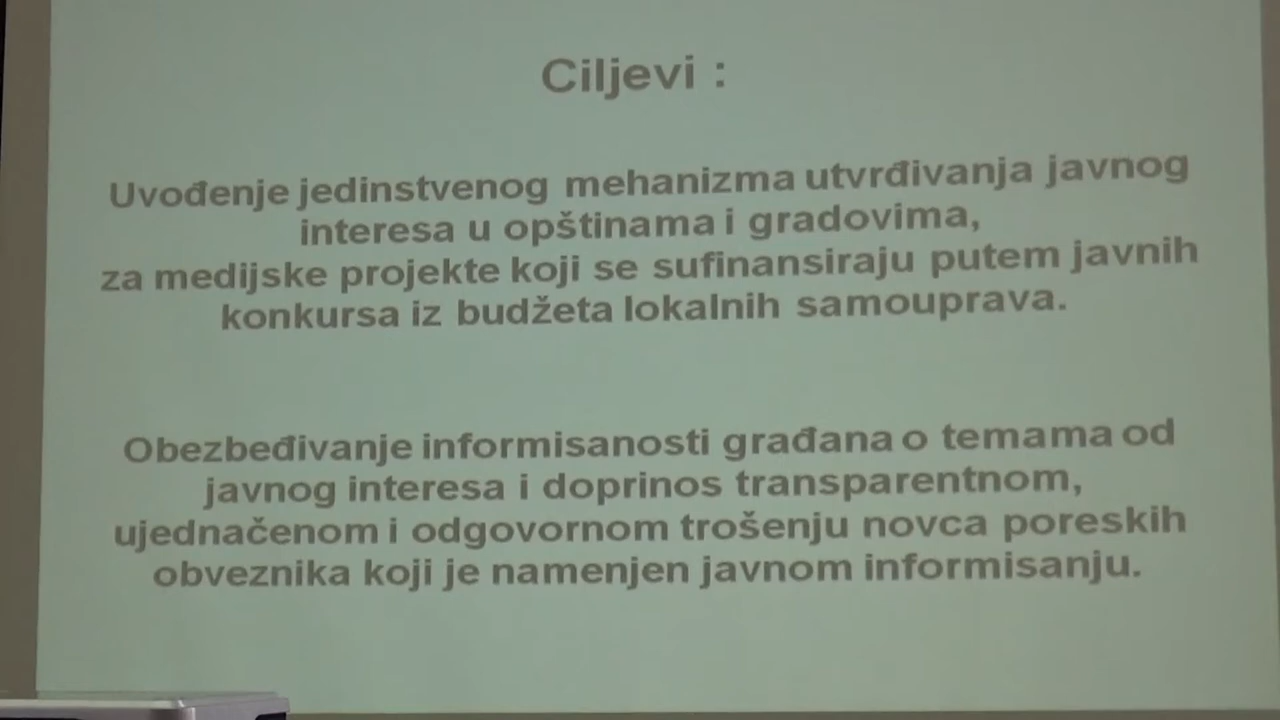 Ciljevi :
Uvođenje jedinstvenog mehanizma utvrđivanja javnog
interesa u opštinama i gradovima,
za medijske projekte koji se sufinansiraju putem javnih
konkursa iz budžeta lokalnih samouprava.
Obezbeđivanje informisanosti građana o temama od
javnog interesa i doprinos transparentnom,
ujednačenom i odgovornom trošenju novca poreskih
obveznika koji je namenjen javnom informisanju.